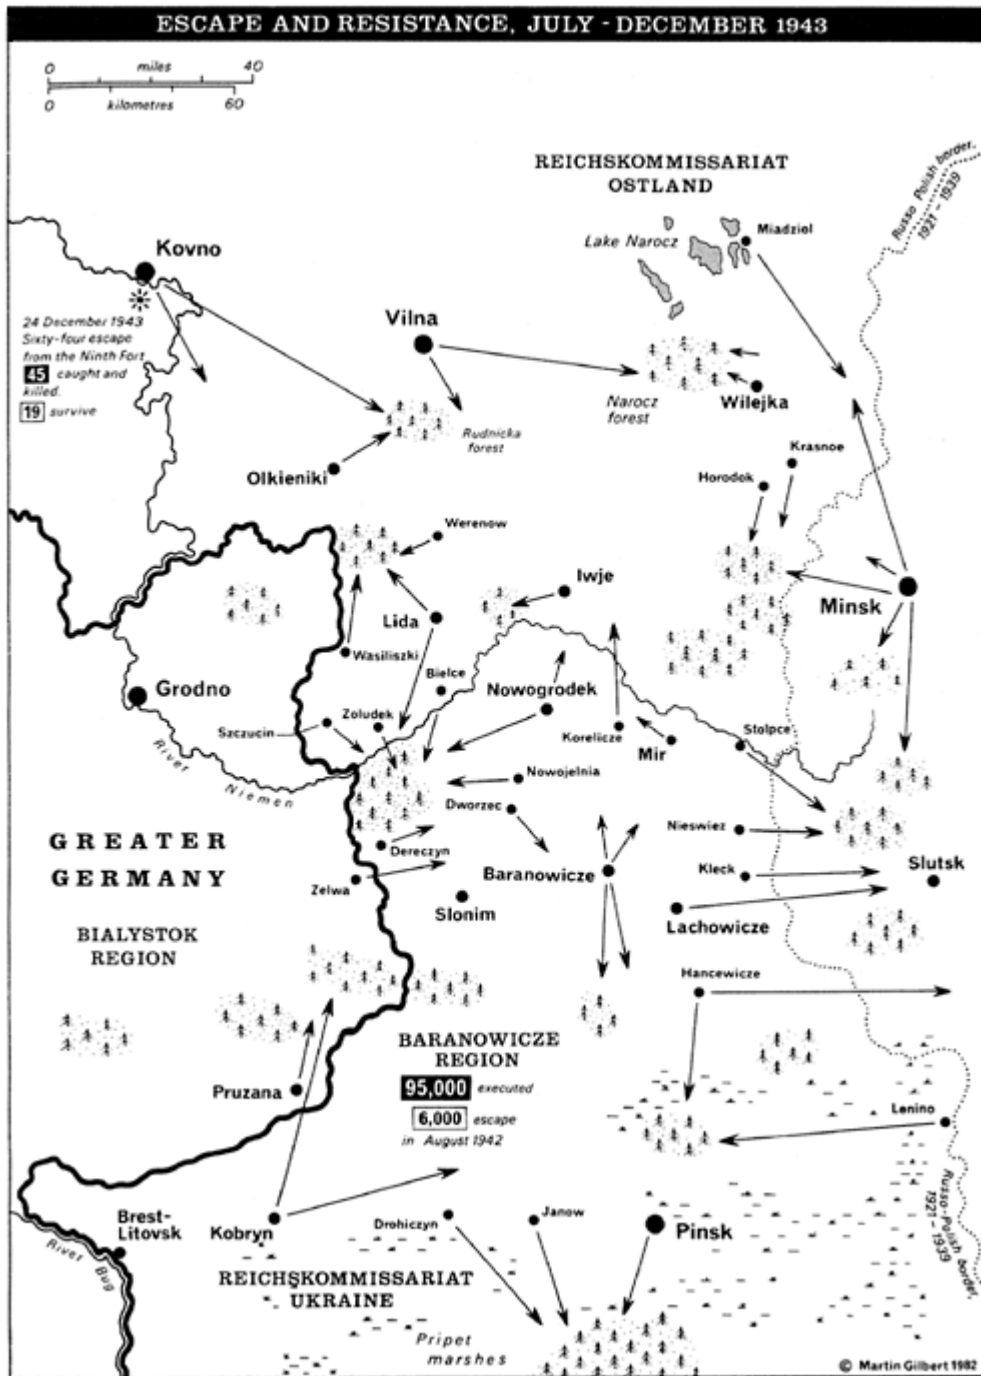 ESCAPE AND RESISTANCE, JULY - DECEMBER 1943
0 miles 40
0 kilometres 60
REICHSKOMMISSARIAT
OSTLAND
Russo Polish border,
1921 - 1939
Lake Narocz
Miadziol
Kovno
24 December 1943
Sixty-four escape
from the Ninth Fort
45 caught and
killed.
19 survive
Vilna
Narocz
forest
Wilejka
Rudnicka
forest
Olkieniki
Krasnoe
Horodok
Werenow
Iwje
Minsk
Lida
Wasiliszki
Bielce
Grodno
Nowogrodek
Szczucin
Zoludek
Korelicze
Mir
Stolpce
River Niemen
Nowojelnia
Dworzec
Nieswiez
GREATER
GERMANY
Dereczyn
Zelwa
Baranowicze
Kleck
Slutsk
Slonim
Lachowicze
BIALYSTOK
REGION
Hancewicze
BARANOWICZE
REGION
95,000 executed
6,000 escape
in August 1942
Pruzana
Lenino
Russo-Polish border,
1921 - 1939
Brest-
Litovsk
Kobryn
Drohiczyn
Janow
Pinsk
River Bug
REICHSKOMMISSARIAT
UKRAINE
Pripet
marshes
© Martin Gilbert 1982